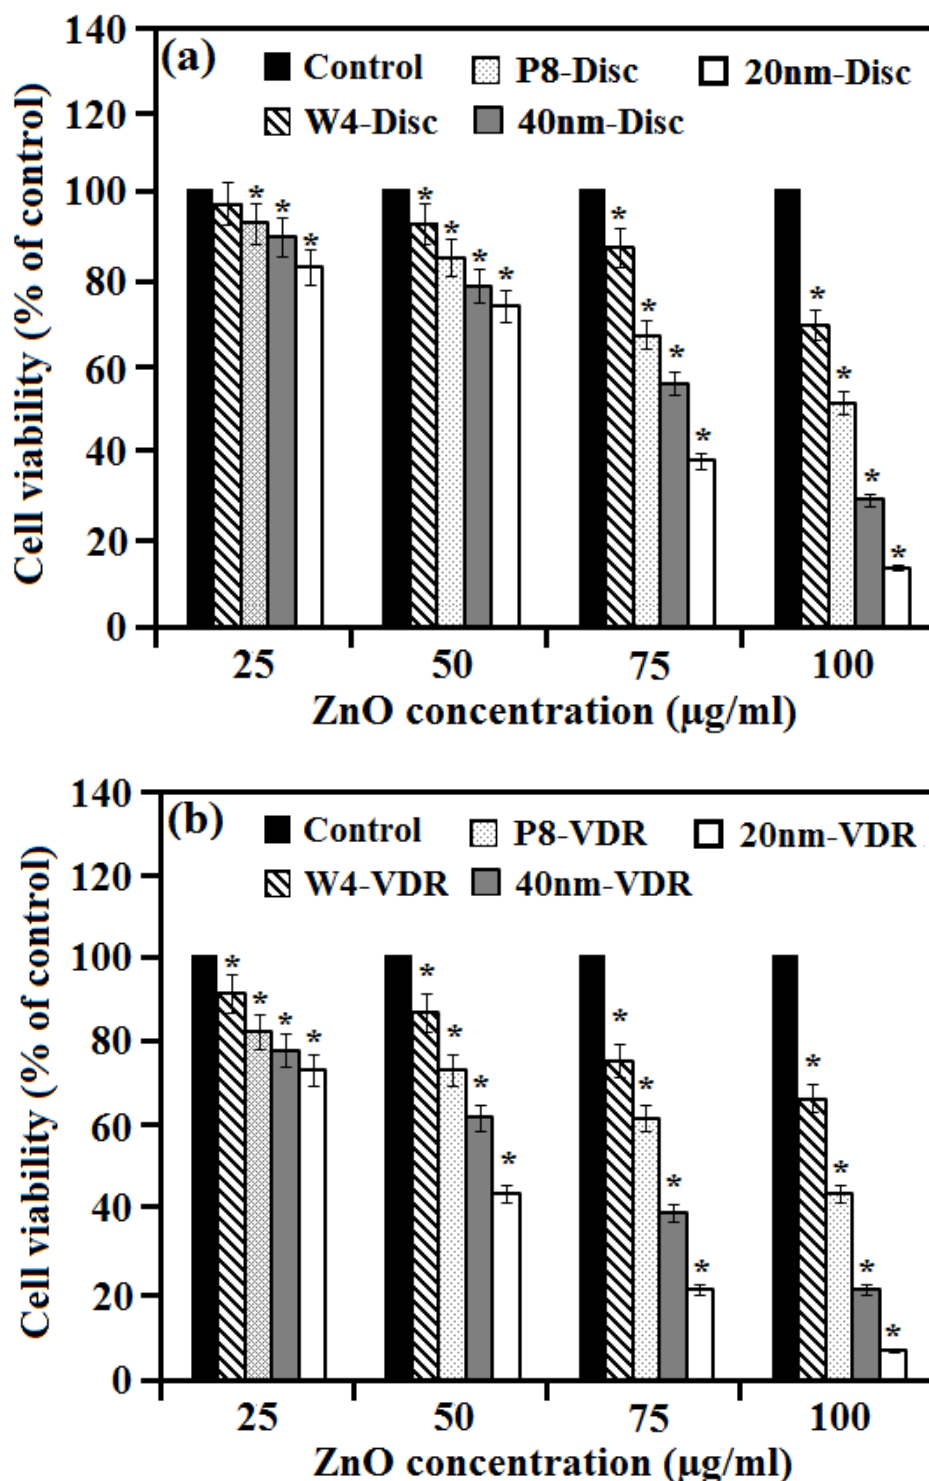 140
(a)
Control
P8-Disc
20nm-Disc
W4-Disc
40nm-Disc
120
100
80
60
40
20
0
Cell viability (% of control)
* * * *
* * * *
* * * *
* * * *
25 50 75 100
ZnO concentration (μg/ml)
140
(b)
Control
P8-VDR
20nm-VDR
W4-VDR
40nm-VDR
120
100
80
60
40
20
0
Cell viability (% of control)
* * * *
* * * *
* * * *
* * * *
25 50 75 100
ZnO concentration (μg/ml)